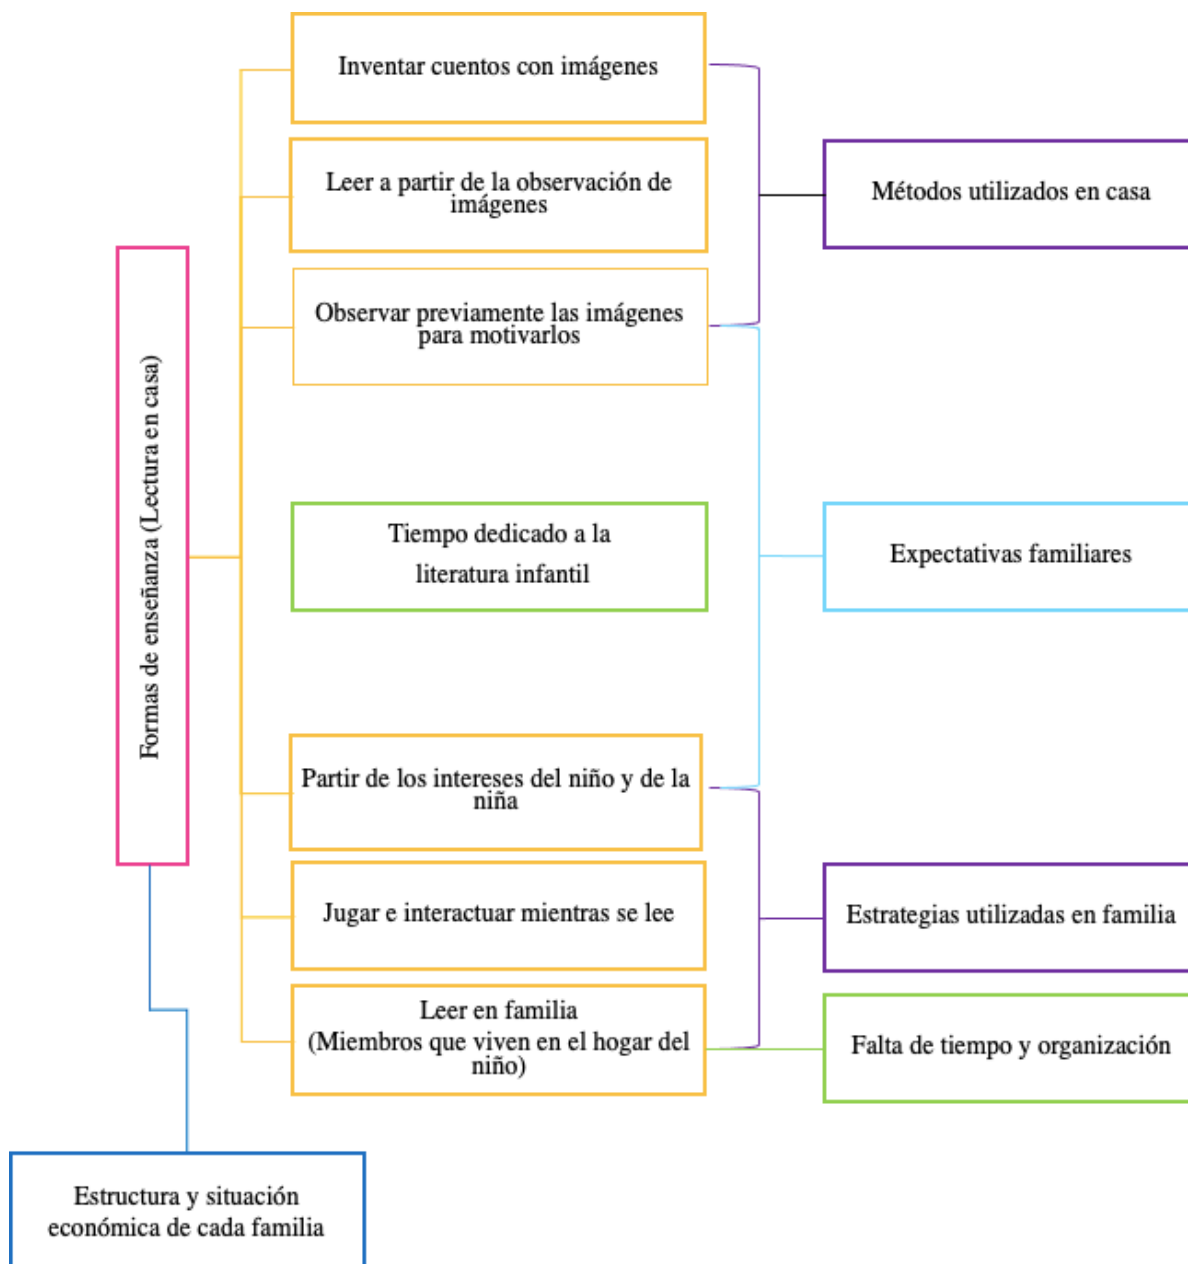 Inventar cuentos con imágenes
Leer a partir de la observación de
imágenes
Métodos utilizados en casa
Observar previamente las imágenes
para motivarlos
Formas de enseñanza (Lectura en casa)
Tiempo dedicado a la
literatura infantil
Expectativas familiares
Partir de los intereses del niño y de la
niña
Jugar e interactuar mientras se lee
Estrategias utilizadas en familia
Leer en familia
(Miembros que viven en el hogar del
niño)
Falta de tiempo y organización
Estructura y situación
económica de cada familia